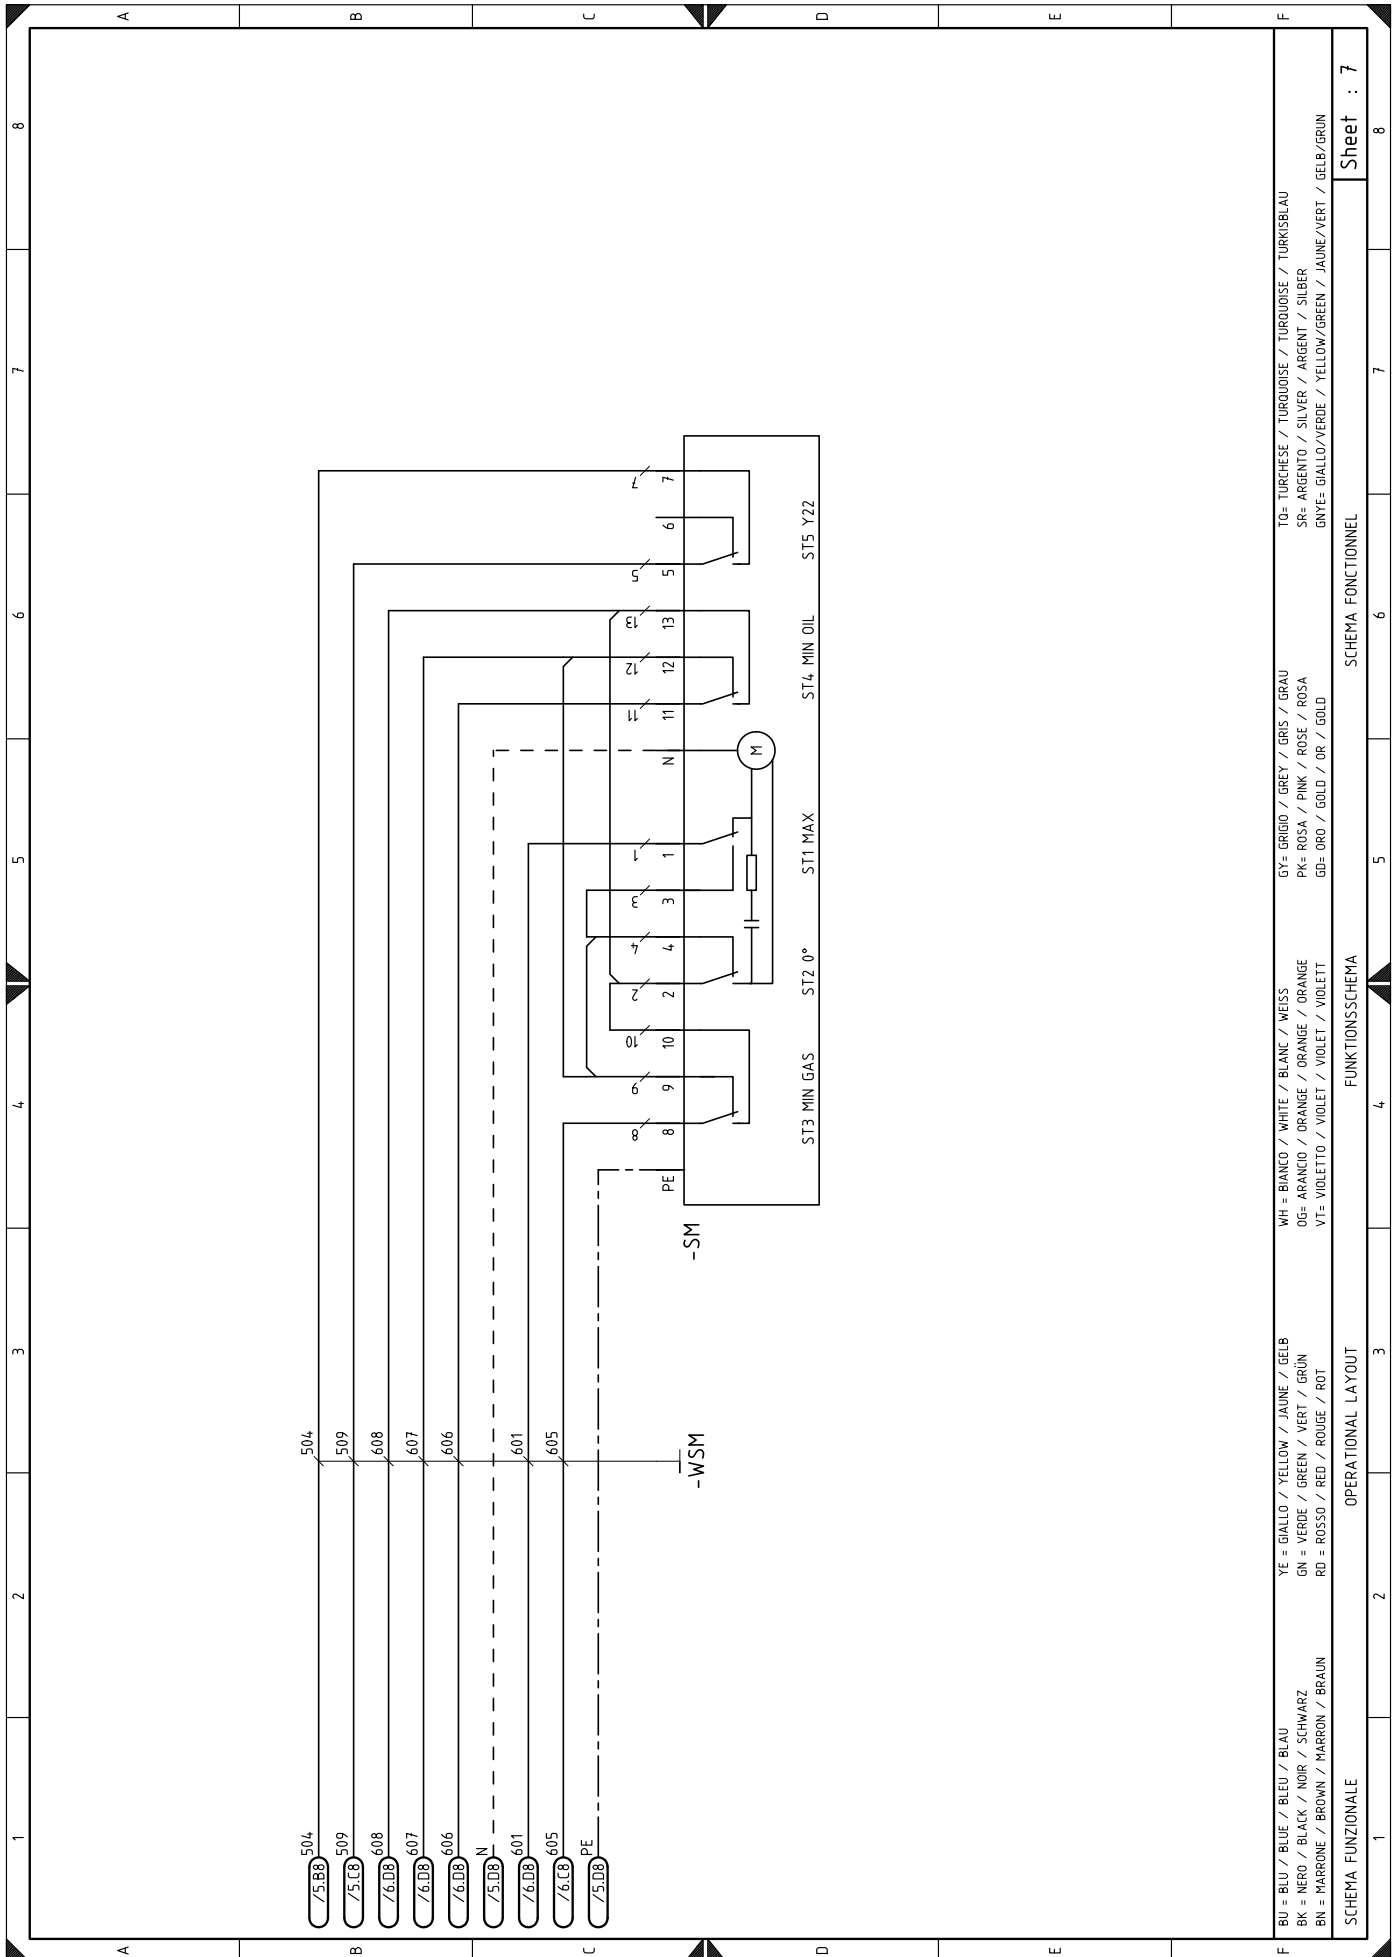 1 2 3 4 5 6 7 8
A
B
C
D
E
F
/5.B8 504 504
/5.C8 509 509
/6.D8 608 608
/6.D8 607 607
/6.D8 606 606
/5.D8 N
/6.D8 601 601
/6.C8 605 605
/5.D8 PE
-WSM
-SM
8 9 10 2 4 3 1 11 12 13 5 7
PE 8 9 10 2 4 3 1 N 11 12 13 5 6 7
M
ST3 MIN GAS ST2 0° ST1 MAX ST4 MIN OIL ST5 Y22
BU = BLU / BLUE / BLEU / BLAU
BK = NERO / BLACK / NOIR / SCHWARZ
BN = MARRONE / BROWN / MARRON / BRAUN
YE = GIALLO / YELLOW / JAUNE / GELB
GN = VERDE / GREEN / VERT / GRÜN
RD = ROSSO / RED / ROUGE / ROT
WH = BIANCO / WHITE / BLANC / WEISS
OG= ARANCIO / ORANGE / ORANGE / ORANGE
VT= VIOLETTO / VIOLET / VIOLET / VIOLETT
GY= GRIGIO / GREY / GRIS / GRAU
PK= ROSA / PINK / ROSE / ROSA
GD= ORO / GOLD / OR / GOLD
TQ= TURCHESE / TURQUOISE / TURQUOISE / TURKISBLAU
SR= ARGENTO / SILVER / ARGENT / SILBER
GNYE= GIALLO/VERDE / YELLOW/GREEN / JAUNE/VERT / GELB/GRUN
SCHEMA FUNZIONALE OPERATIONAL LAYOUT FUNKTIONSSCHEMA SCHEMA FONCTIONNEL Sheet : 7
1 2 3 4 5 6 7 8
A
B
C
D
E
F